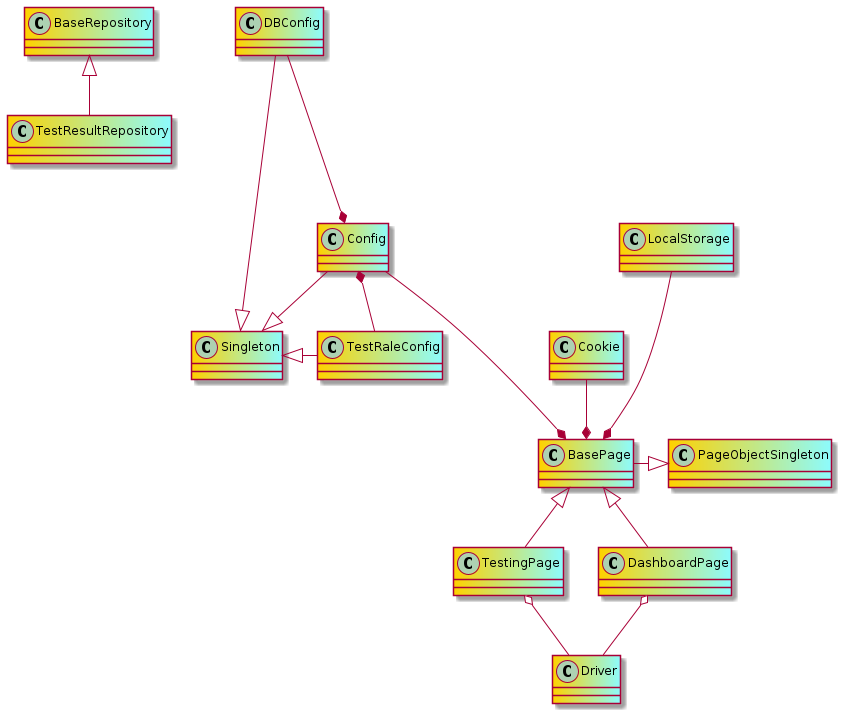 C BaseRepository
C DBConfig
C TestResultRepository
C Config
C LocalStorage
C Singleton
C TestRaleConfig
C Cookie
C BasePage
C PageObjectSingleton
C TestingPage
C DashboardPage
C Driver